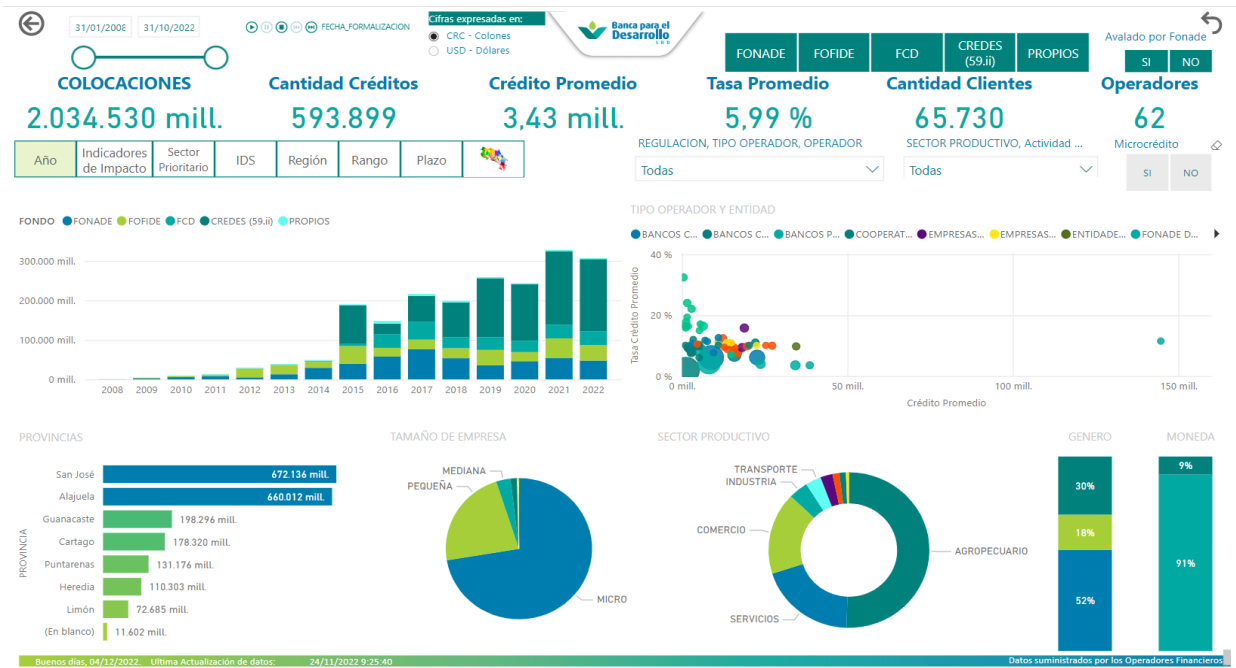 31/01/2008 31/10/2022
FECHA_FORMALIZACION
Cifras expresadas en:
CRC - Colones
USD - Dólares
Banca para el
Desarrollo
SBD
FONADE FOFIDE FCD CREDES (59.ii) PROPIOS
Avalado por Fonade
SI NO
COLOCACIONES Cantidad Créditos Crédito Promedio Tasa Promedio Cantidad Clientes Operadores
2.034.530 mill. 593.899 3,43 mill. 5,99 % 65.730 62
Año Indicadores de Impacto Sector Prioritario IDS Región Rango Plazo
REGULACION, TIPO OPERADOR, OPERADOR SECTOR PRODUCTIVO, Actividad ... Microcrédito
Todas Todas SI NO
FONDO FONADE FOFIDE FCD CREDES (59.ii) PROPIOS
300.000 mill.
200.000 mill.
100.000 mill.
0 mill.
2008 2009 2010 2011 2012 2013 2014 2015 2016 2017 2018 2019 2020 2021 2022
TIPO OPERADOR Y ENTIDAD
BANCOS C... BANCOS C... BANCOS P... COOPERAT... EMPRESAS... EMPRESAS... ENTIDADE... FONADE D...
Tasa Crédito Promedio
40 %
20 %
0 %
0 mill. 50 mill. 100 mill. 150 mill.
Crédito Promedio
PROVINCIAS
PROVINCIA
San José 672.136 mill.
Alajuela 660.012 mill.
Guanacaste 198.296 mill.
Cartago 178.320 mill.
Puntarenas 131.176 mill.
Heredia 110.303 mill.
Limón 72.685 mill.
(En blanco) 11.602 mill.
TAMAÑO DE EMPRESA
MEDIANA
PEQUEÑA
MICRO
SECTOR PRODUCTIVO
TRANSPORTE
INDUSTRIA
COMERCIO
AGROPECUARIO
SERVICIOS
GENERO
30%
18%
52%
MONEDA
9%
91%
Buenos días, 04/12/2022. Ultima Actualización de datos: 24/11/2022 9:25:40
Datos suministrados por los Operadores Financieros